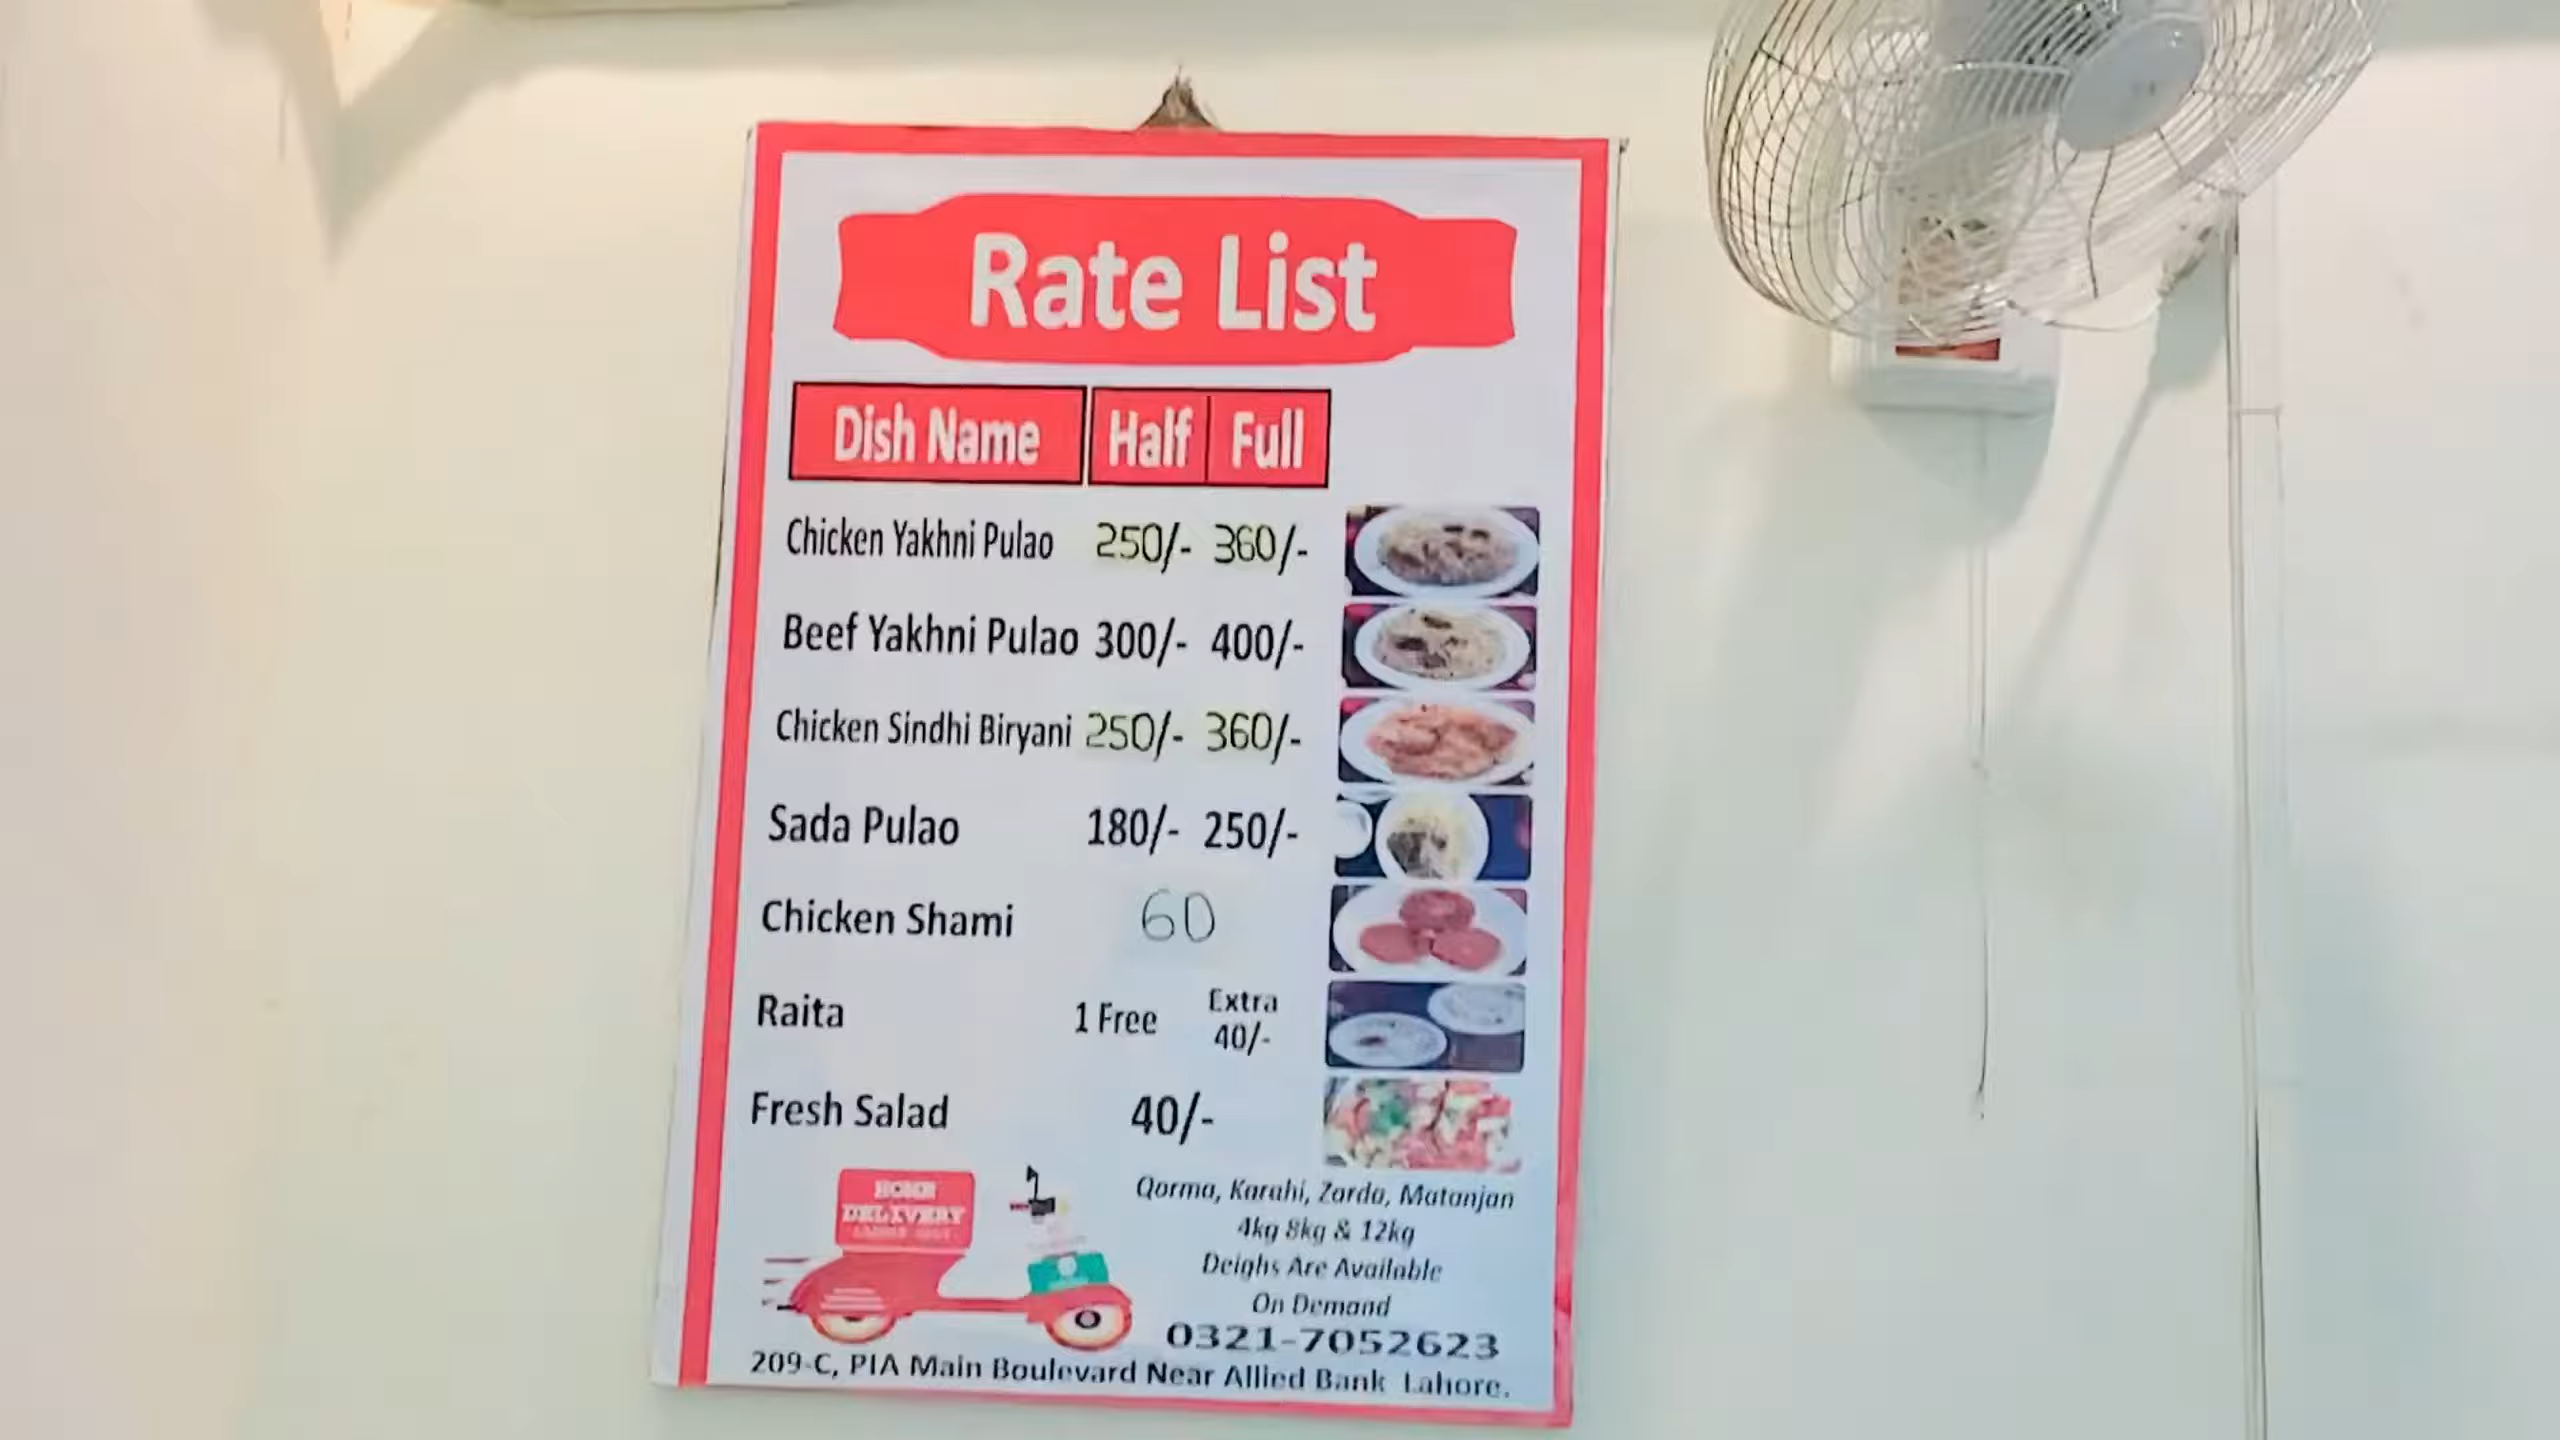 Rate List
Dish Name Half Full
Chicken Yakhni Pulao 250/- 360/-
Beef Yakhni Pulao 300/- 400/-
Chicken Sindhi Biryani 250/- 360/-
Sada Pulao 180/- 250/-
Chicken Shami 60
Raita 1 Free Extra 40/-
Fresh Salad 40/-
HOME
DELIVERY
Qorma, Karahi, Zarda, Matanjan
4kg 8kg & 12kg
Deighs Are Available
On Demand
0321-7052623
209-C, PIA Main Boulevard Near Allied Bank Lahore.